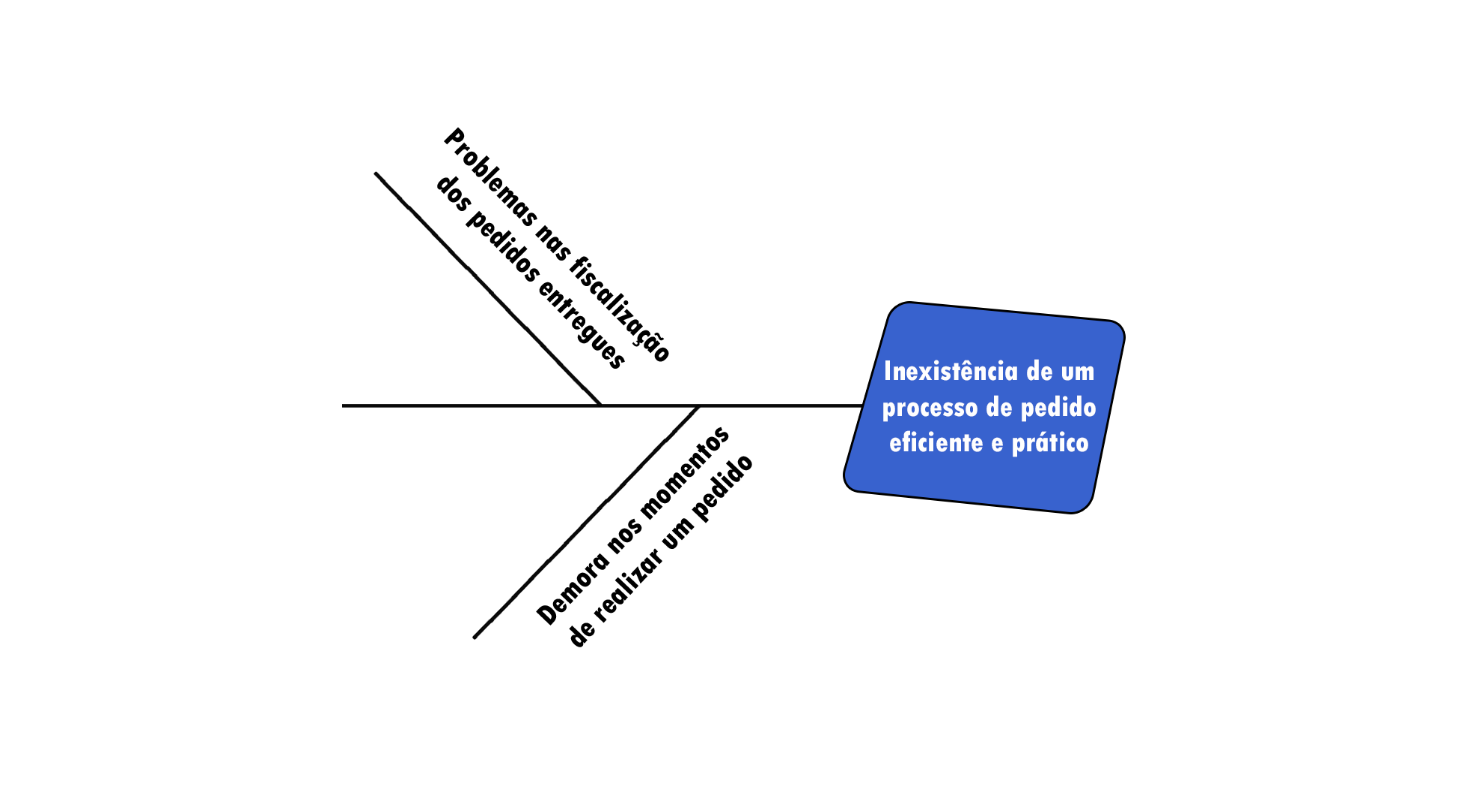 Problemas nas fiscalização
dos pedidos entregues
Inexistência de um
processo de pedido
eficiente e prático
Demora nos momentos
de realizar um pedido